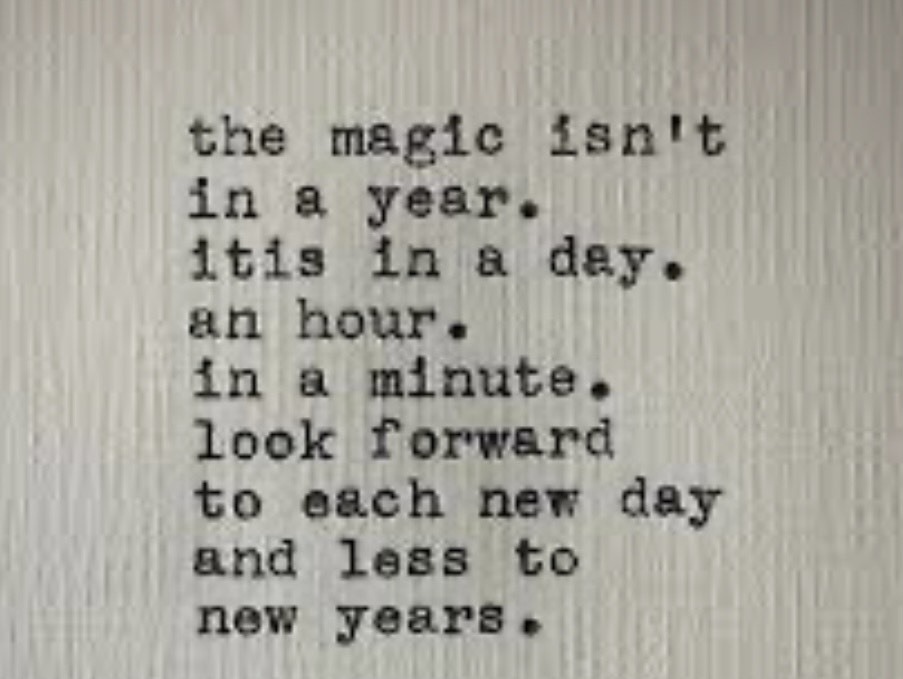 the magic isn't
in a year.
itis in a day.
an hour.
in a minute.
look forward
to each new day
and less to
new years.